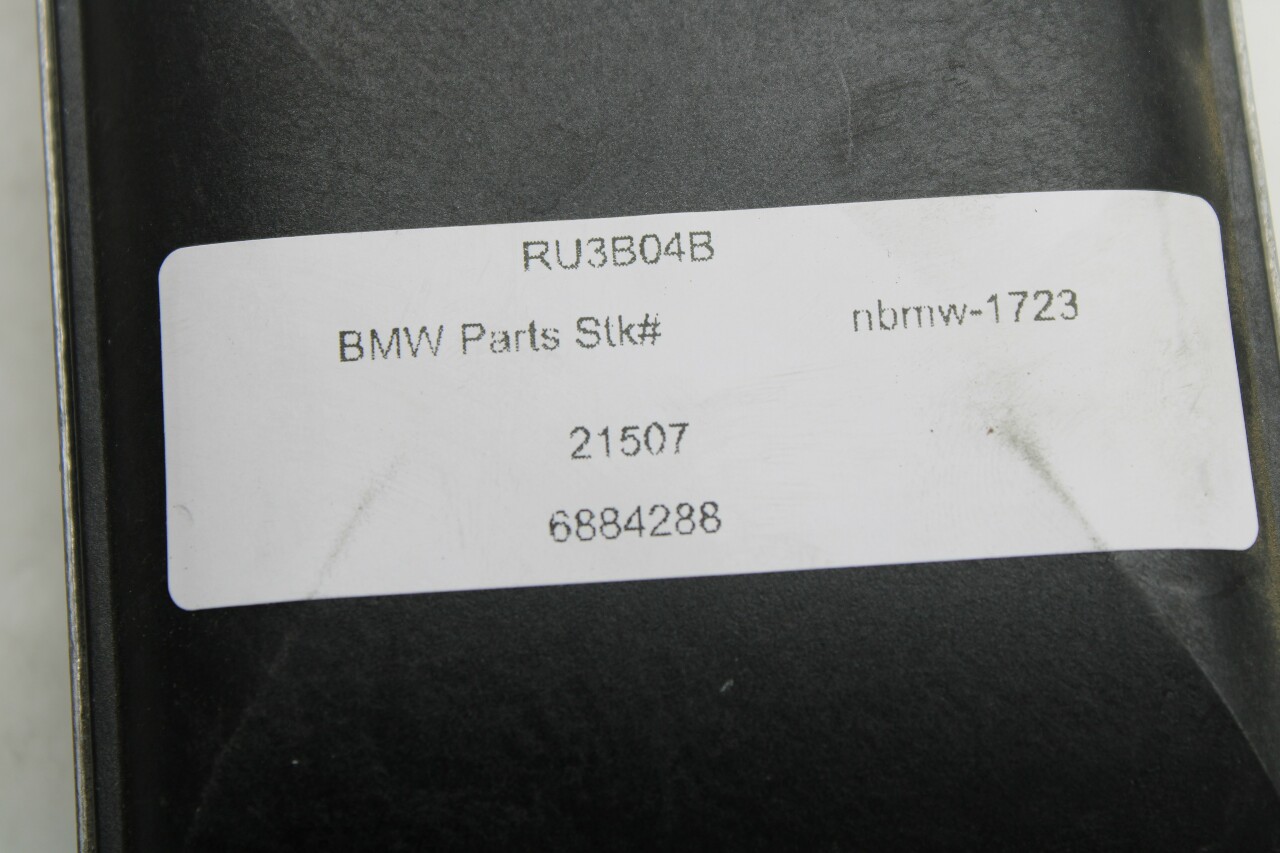 RU3B04B
BMW Parts Stk# nbmw-1723
21507
6884288